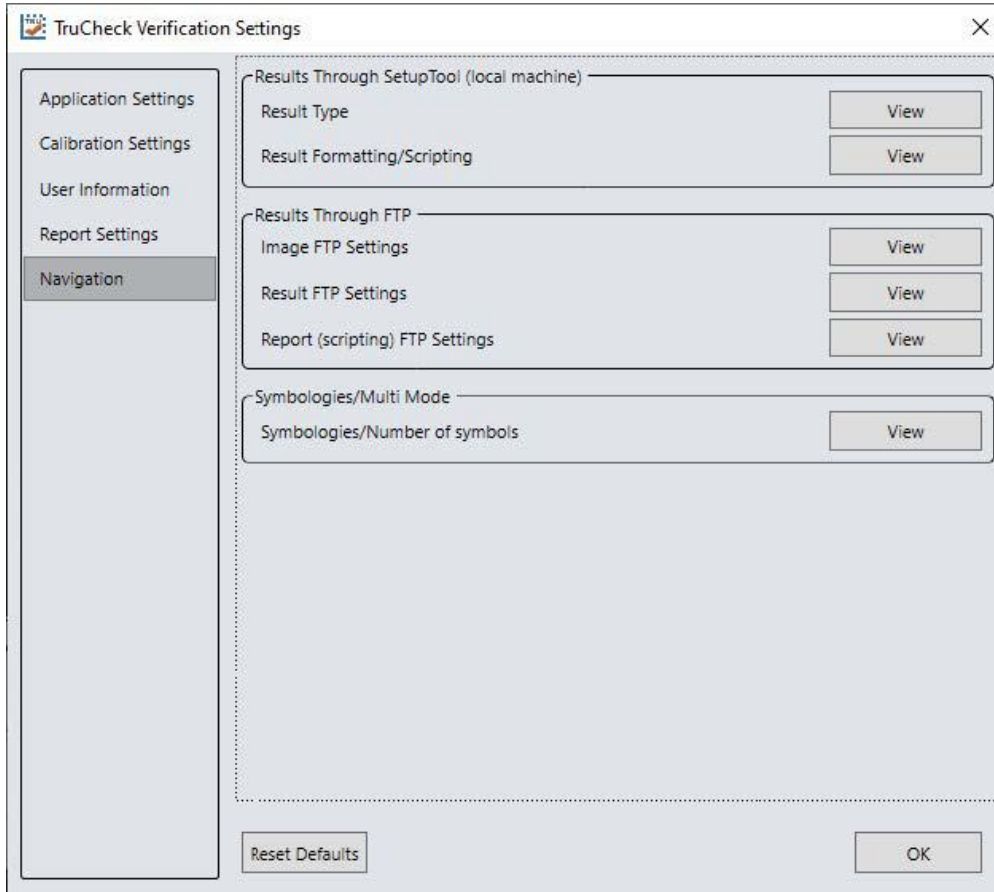 TruCheck Verification Settings
Application Settings
Calibration Settings
User Information
Report Settings
Navigation
Results Through SetupTool (local machine)
Result Type View
Result Formatting/Scripting View
Results Through FTP
Image FTP Settings View
Result FTP Settings View
Report (scripting) FTP Settings View
Symbologies/Multi Mode
Symbologies/Number of symbols View
Reset Defaults OK